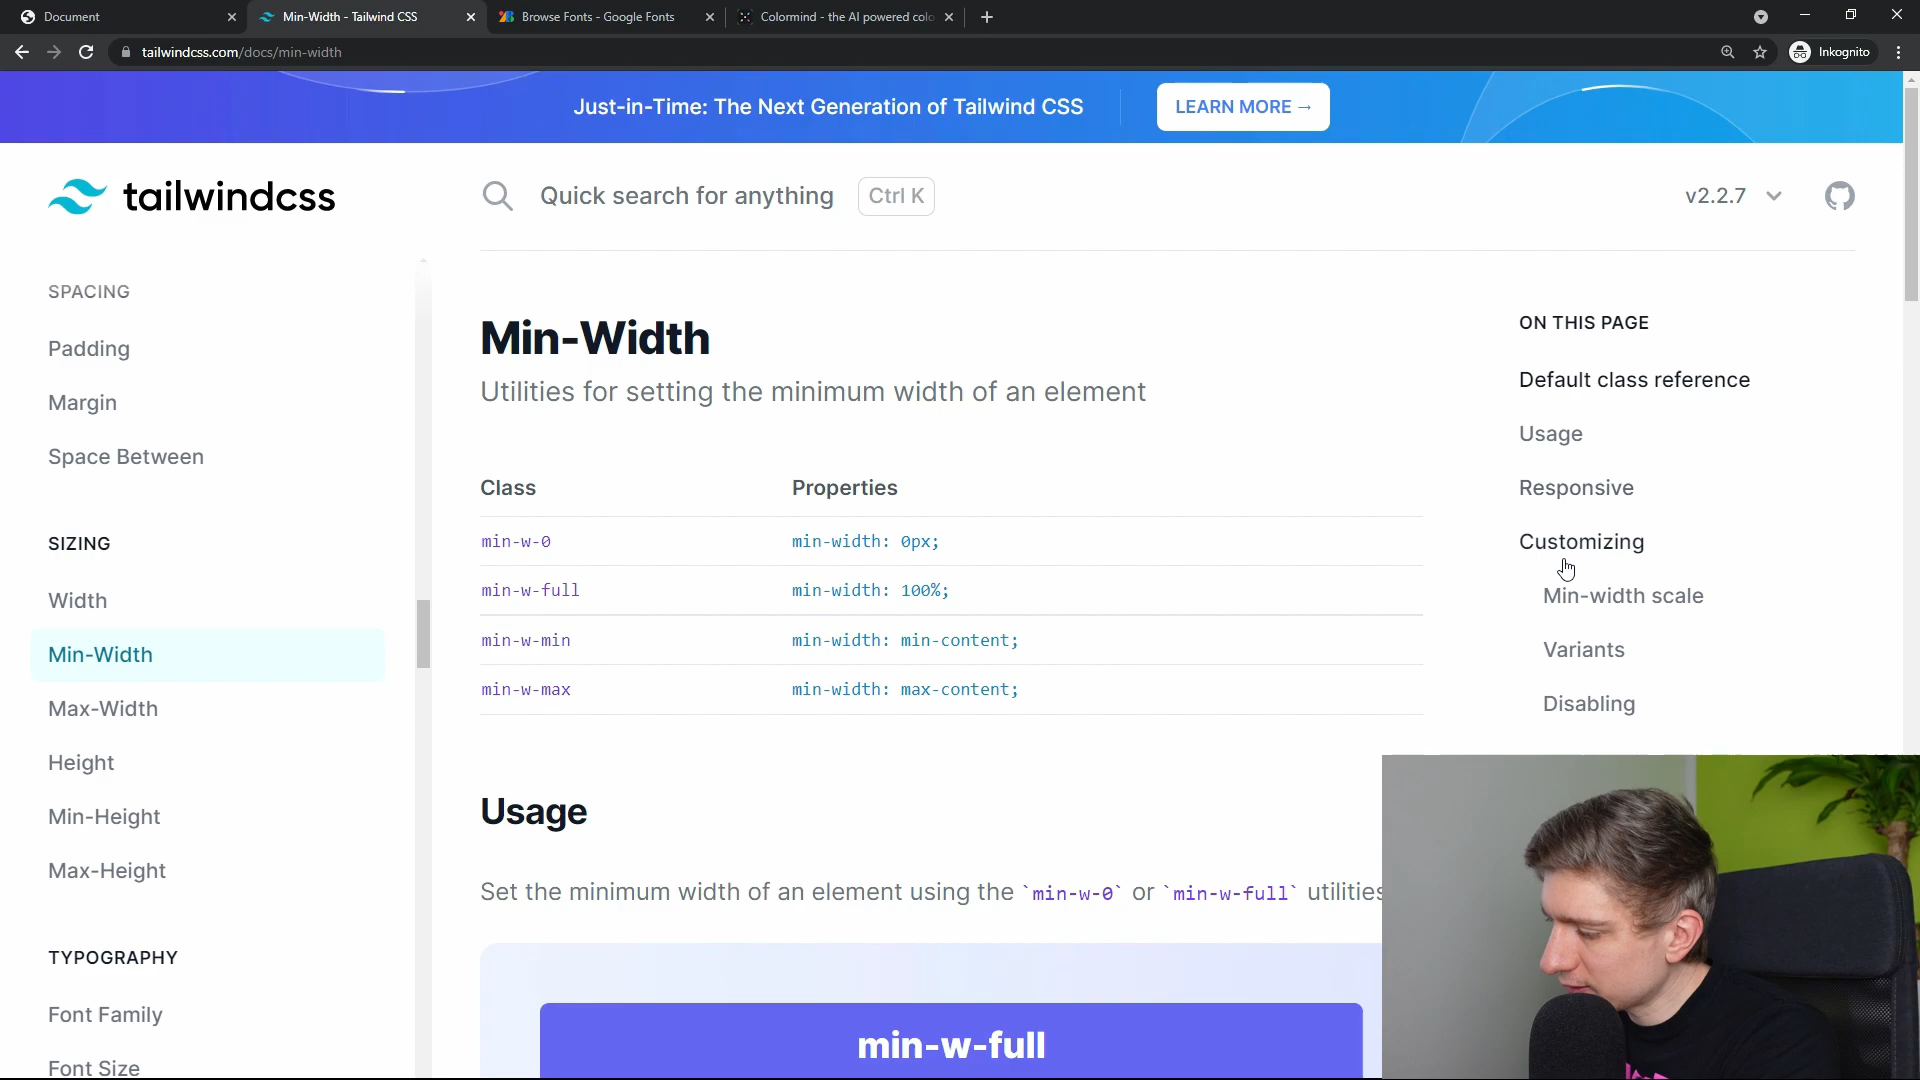 Document
Min-Width - Tailwind CSS
Browse Fonts - Google Fonts
Colormind - the AI powered colo
tailwindcss.com/docs/min-width
Inkognito
Just-in-Time: The Next Generation of Tailwind CSS
LEARN MORE →
tailwindcss
Quick search for anything
Ctrl K
v2.2.7
SPACING
Padding
Margin
Space Between
SIZING
Width
Min-Width
Max-Width
Height
Min-Height
Max-Height
TYPOGRAPHY
Font Family
Font Size
Min-Width
Utilities for setting the minimum width of an element
Class Properties
min-w-0 min-width: 0px;
min-w-full min-width: 100%;
min-w-min min-width: min-content;
min-w-max min-width: max-content;
Usage
Set the minimum width of an element using the `min-w-0` or `min-w-full` utilities
min-w-full
ON THIS PAGE
Default class reference
Usage
Responsive
Customizing
Min-width scale
Variants
Disabling